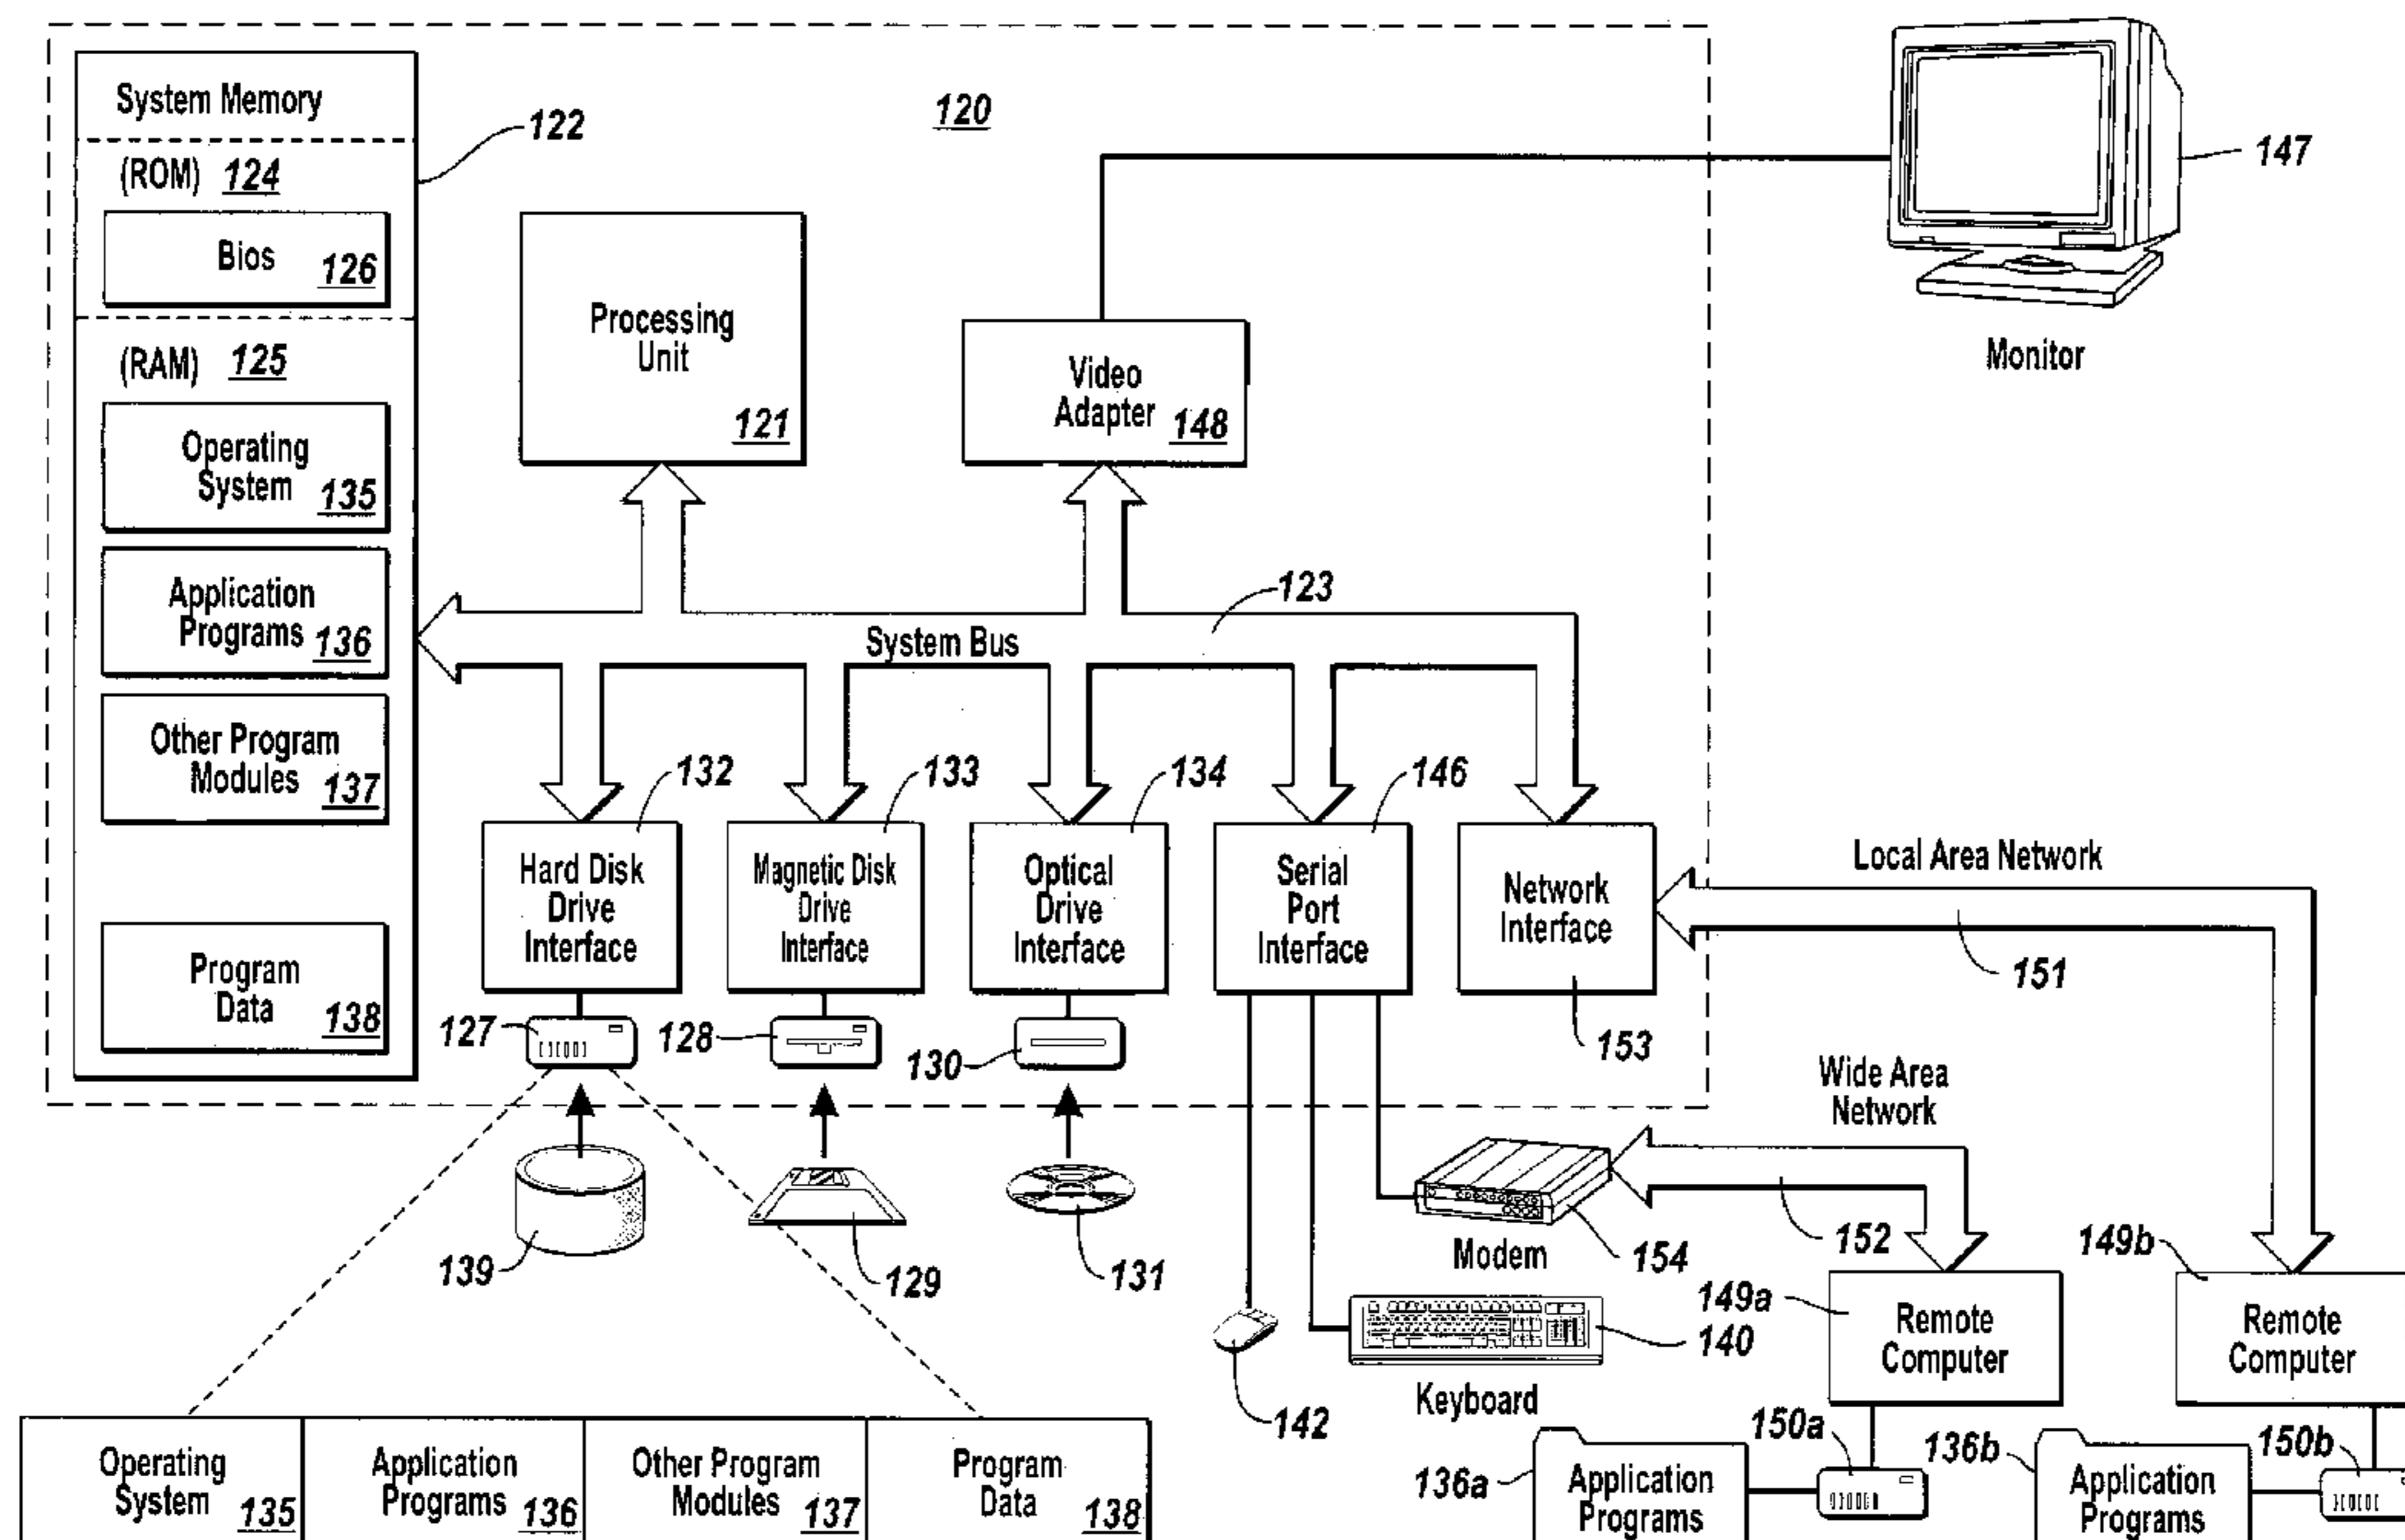 System Memory
122
120
(ROM) 124
Bios 126
147
Monitor
Processing
Unit
121
Video
Adapter 148
(RAM) 125
Operating
System 135
Application
Programs 136
123
System Bus
Other Program
Modules 137
Program
Data 138
132
133
134
146
Hard Disk
Drive
Interface
Magnetic Disk
Drive
Interface
Optical
Drive
Interface
Serial
Port
Interface
Network
Interface
153
Local Area Network
151
127
128
130
Wide Area
Network
152
139
129
131
Modem
154
149a
149b
Remote
Computer
Remote
Computer
142
140
Keyboard
Operating
System 135
Application
Programs 136
Other Program
Modules 137
Program
Data 138
136a
Application
Programs
150a
136b
Application
Programs
150b